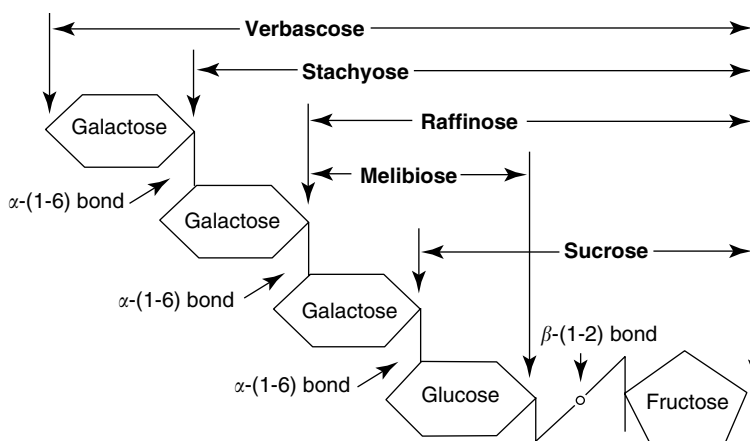 Verbascose
Stachyose
Galactose
Raffinose
Melibiose
α-(1-6) bond
Galactose
Sucrose
α-(1-6) bond
Galactose
β-(1-2) bond
α-(1-6) bond
Glucose
Fructose